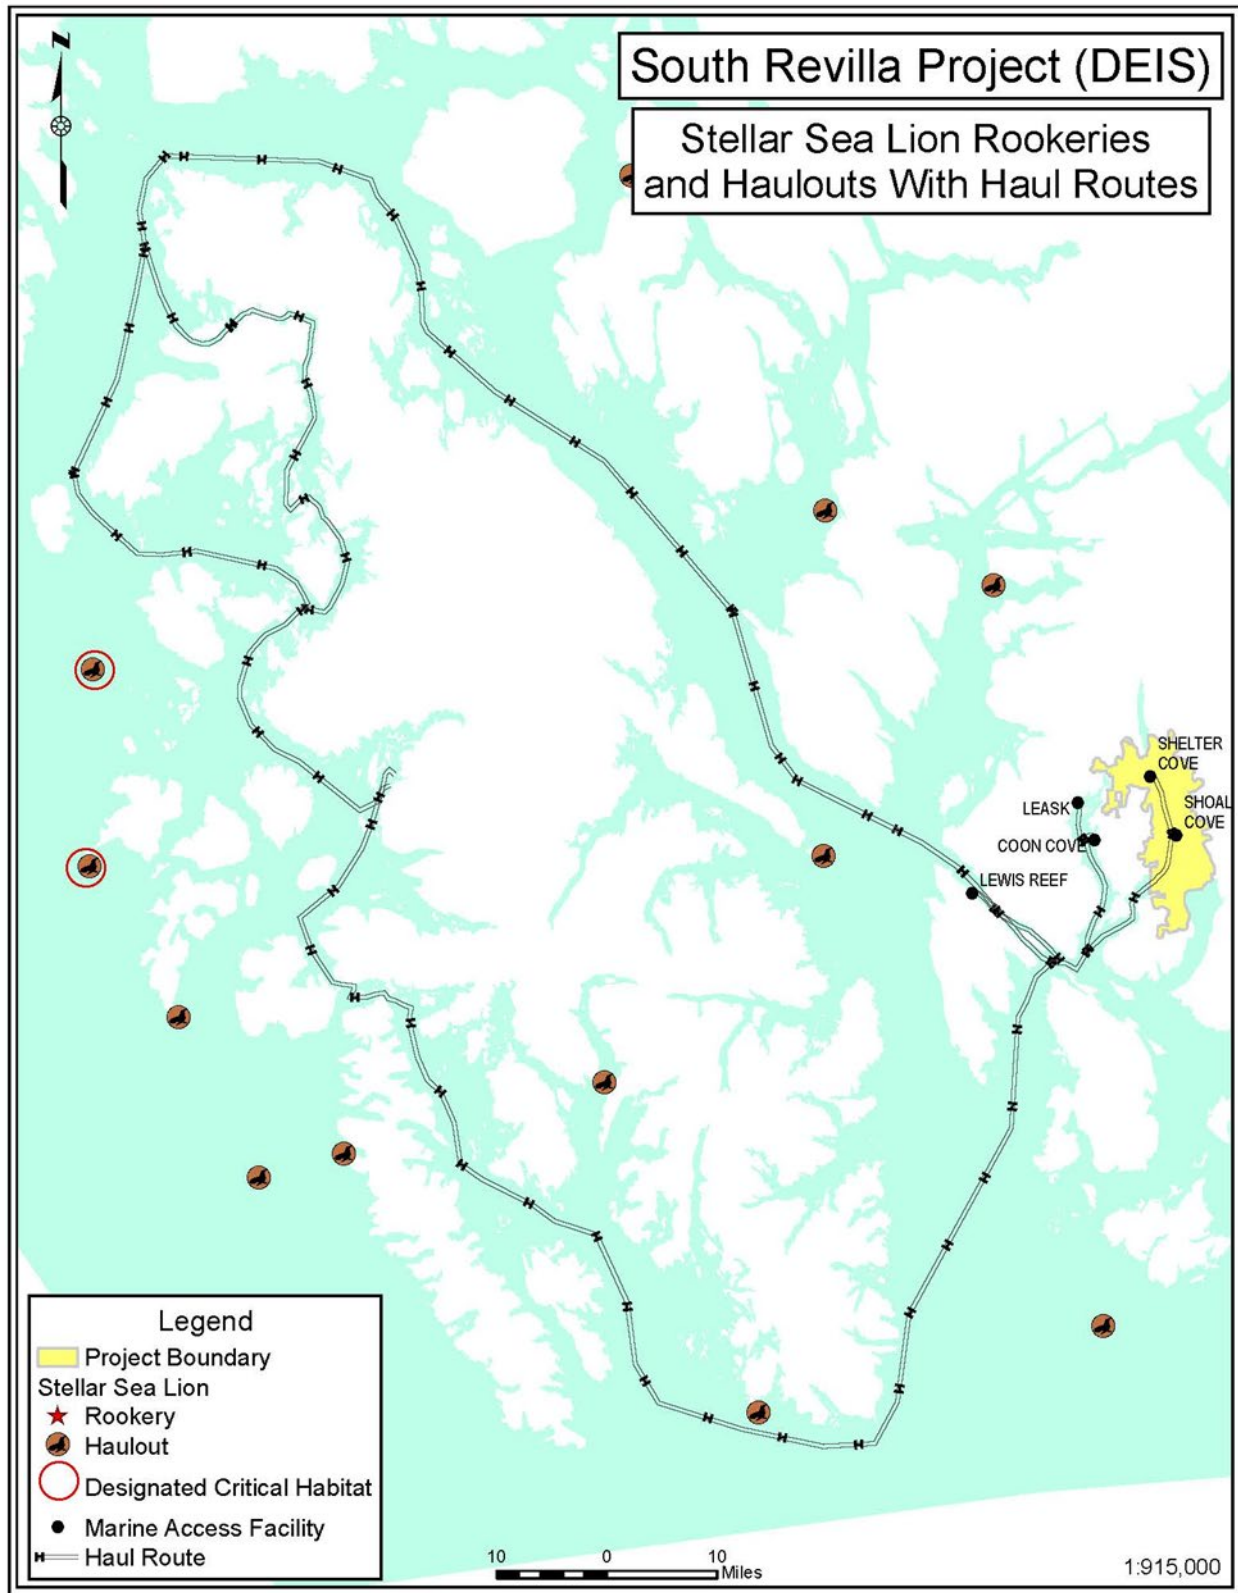 South Revilla Project (DEIS)
Stellar Sea Lion Rookeries
and Haulouts With Haul Routes
N
SHELTER
COVE
LEASK
SHOAL
COVE
COON COVE
LEWIS REEF
Legend
Project Boundary
Stellar Sea Lion
Rookery
Haulout
Designated Critical Habitat
Marine Access Facility
H Haul Route
10 0 10
Miles
1:915,000